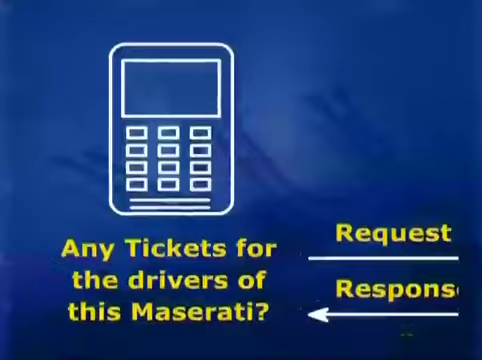 Any Tickets for
the drivers of
this Maserati?
Request
Respons